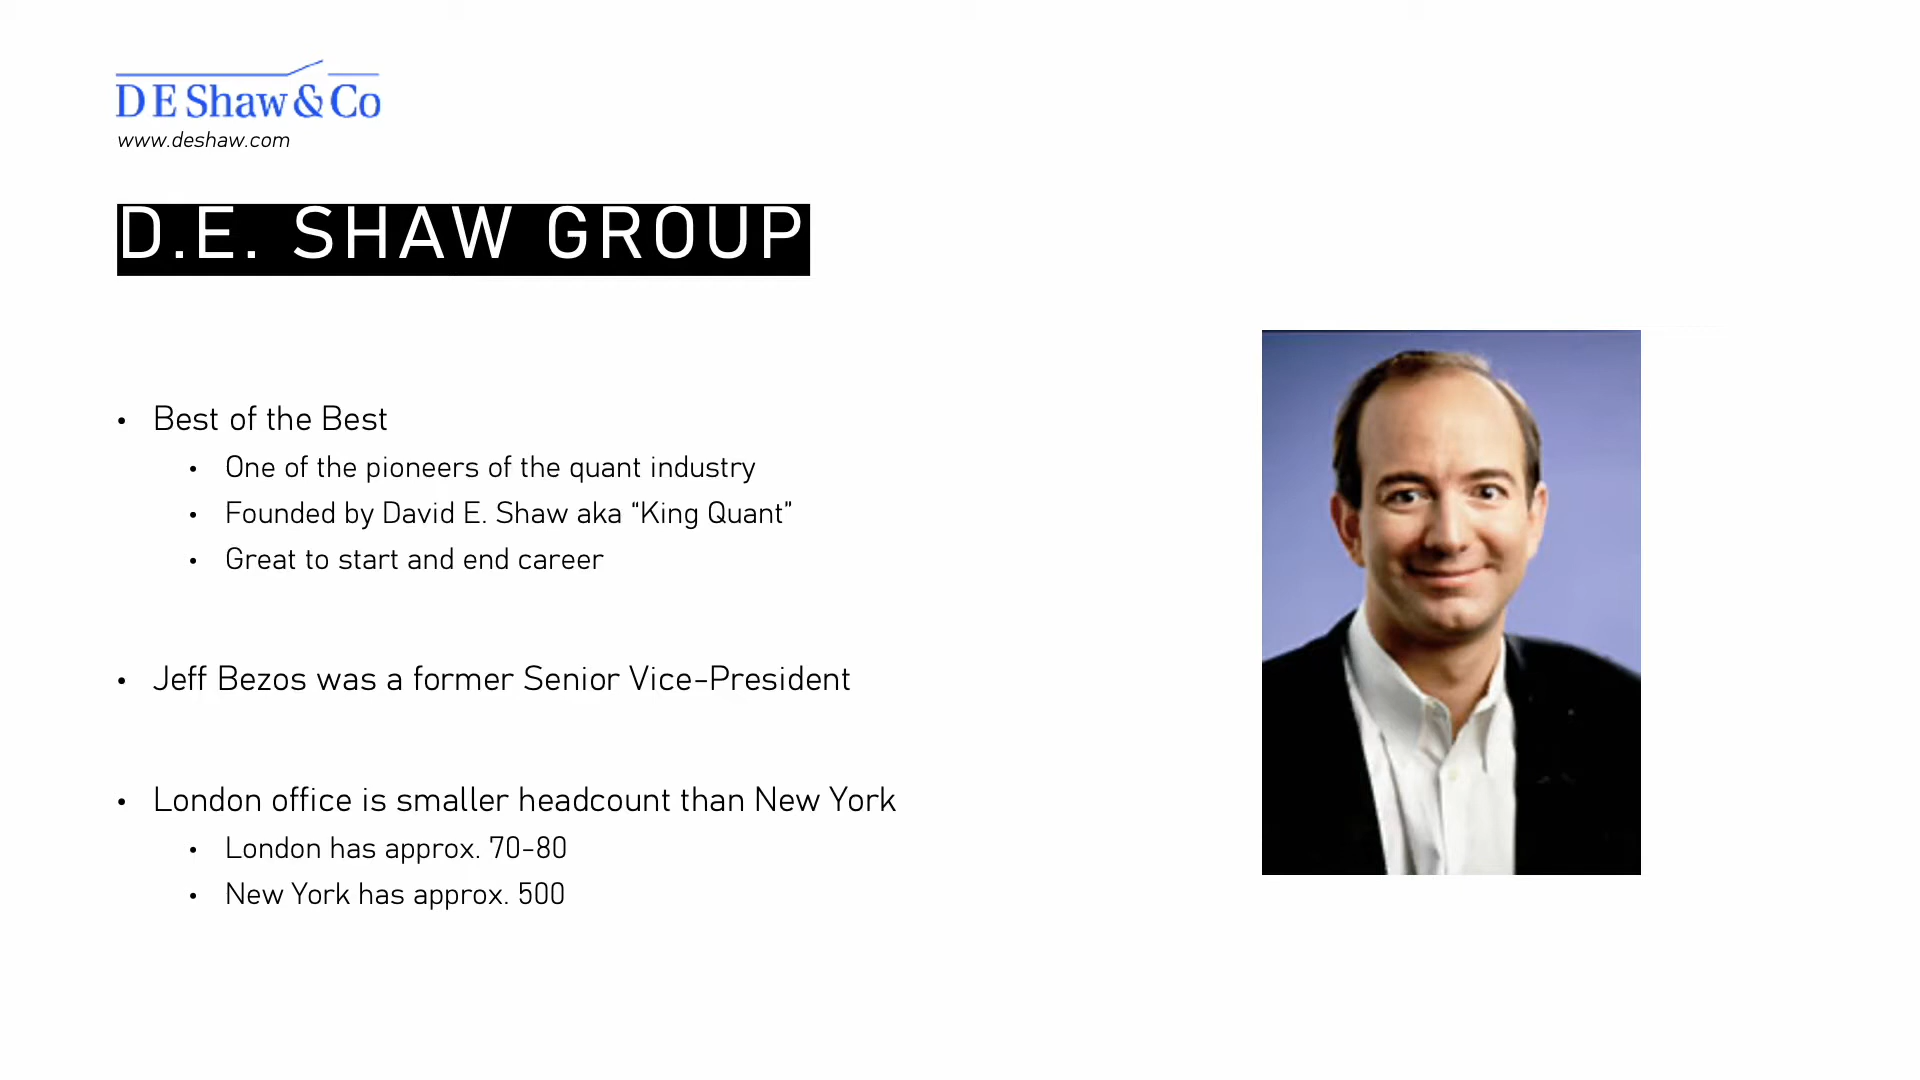 D E Shaw & Co
www.deshaw.com
D.E. SHAW GROUP
• Best of the Best
• One of the pioneers of the quant industry
• Founded by David E. Shaw aka “King Quant”
• Great to start and end career
• Jeff Bezos was a former Senior Vice-President
• London office is smaller headcount than New York
• London has approx. 70-80
• New York has approx. 500